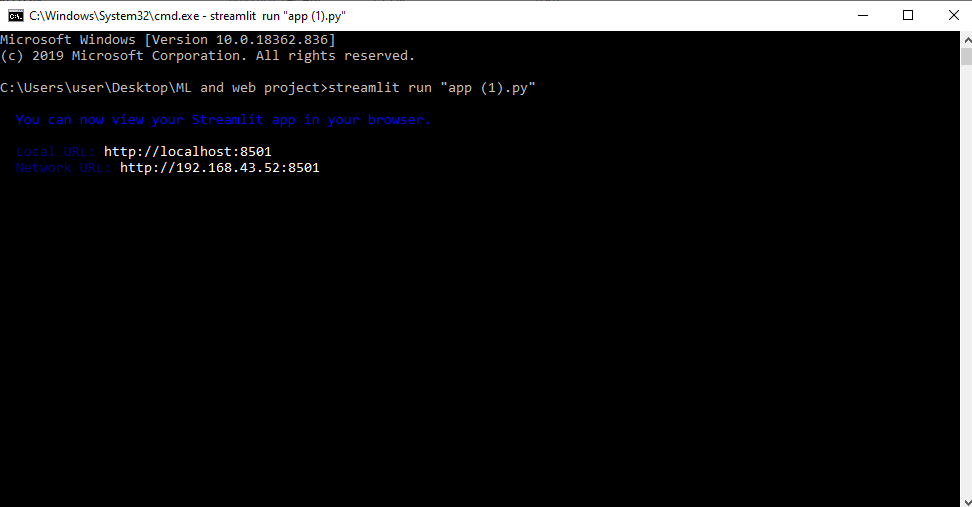 C:\Windows\System32\cmd.exe - streamlit run "app (1).py"
Microsoft Windows [Version 10.0.18362.836]
(c) 2019 Microsoft Corporation. All rights reserved.
C:\Users\user\Desktop\ML and web project>streamlit run "app (1).py"
You can now view your Streamlit app in your browser.
Local URL: http://localhost:8501
Network URL: http://192.168.43.52:8501